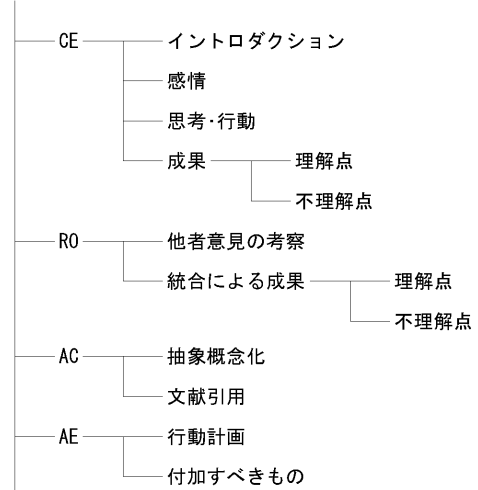 CE イントロダクション
感情
思考・行動
成果 理解点
不理解点
RO 他者意見の考察
統合による成果 理解点
不理解点
AC 抽象概念化
文献引用
AE 行動計画
付加すべきもの